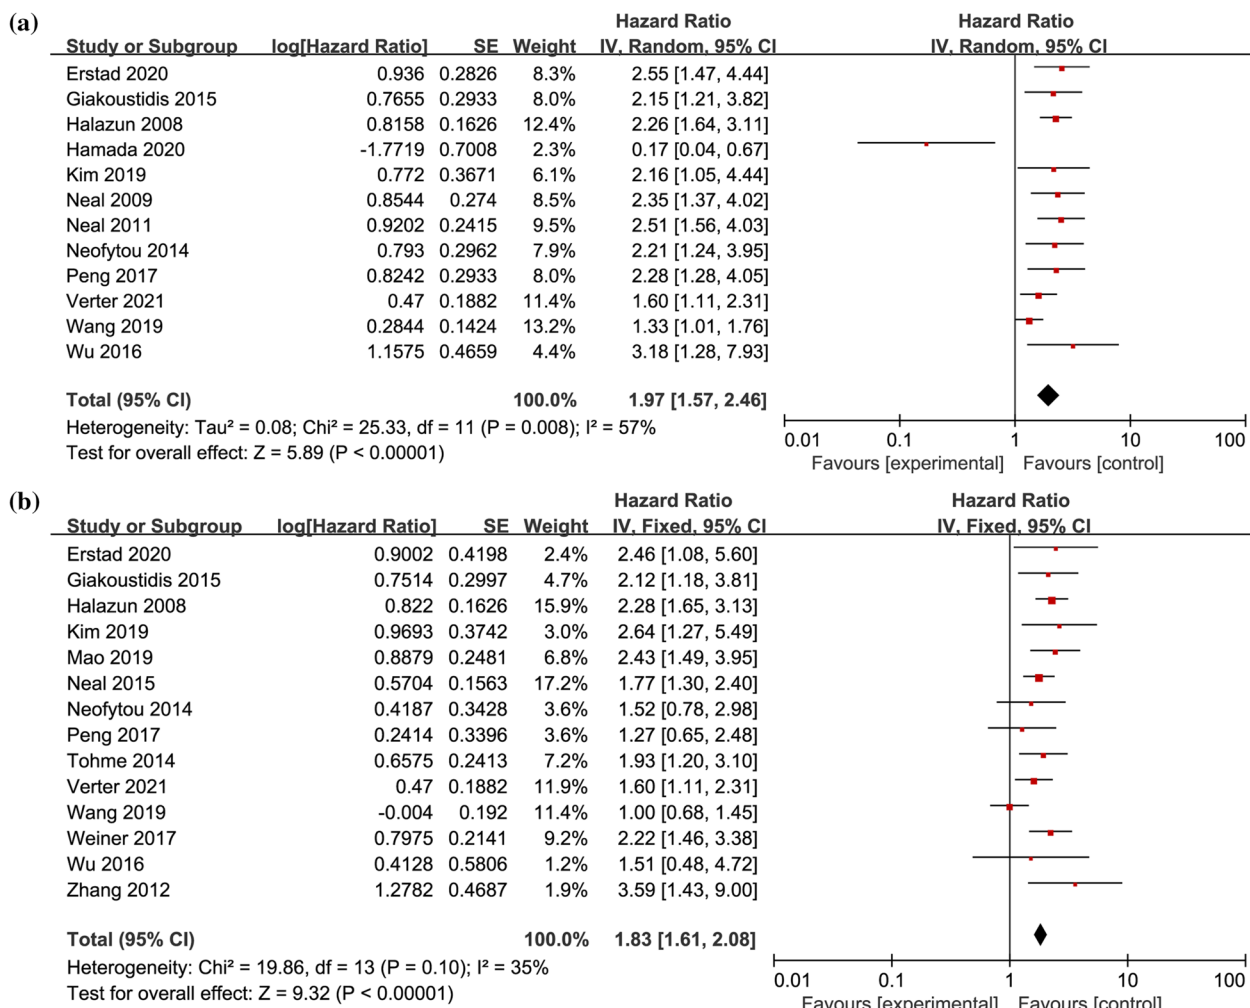 (a)
Hazard Ratio Hazard Ratio
Study or Subgroup log[Hazard Ratio] SE Weight IV, Random, 95% CI IV, Random, 95% CI
Erstad 2020 0.936 0.2826 8.3% 2.55 [1.47, 4.44]
Giakoustidis 2015 0.7655 0.2933 8.0% 2.15 [1.21, 3.82]
Halazun 2008 0.8158 0.1626 12.4% 2.26 [1.64, 3.11]
Hamada 2020 -1.7719 0.7008 2.3% 0.17 [0.04, 0.67]
Kim 2019 0.772 0.3671 6.1% 2.16 [1.05, 4.44]
Neal 2009 0.8544 0.274 8.5% 2.35 [1.37, 4.02]
Neal 2011 0.9202 0.2415 9.5% 2.51 [1.56, 4.03]
Neofytou 2014 0.793 0.2962 7.9% 2.21 [1.24, 3.95]
Peng 2017 0.8242 0.2933 8.0% 2.28 [1.28, 4.05]
Verter 2021 0.47 0.1882 11.4% 1.60 [1.11, 2.31]
Wang 2019 0.2844 0.1424 13.2% 1.33 [1.01, 1.76]
Wu 2016 1.1575 0.4659 4.4% 3.18 [1.28, 7.93]
Total (95% CI) 100.0% 1.97 [1.57, 2.46]
Heterogeneity: Tau² = 0.08; Chi² = 25.33, df = 11 (P = 0.008); I² = 57%
Test for overall effect: Z = 5.89 (P < 0.00001)
0.01 0.1 1 10 100
Favours [experimental] Favours [control]
(b)
Hazard Ratio Hazard Ratio
Study or Subgroup log[Hazard Ratio] SE Weight IV, Fixed, 95% CI IV, Fixed, 95% CI
Erstad 2020 0.9002 0.4198 2.4% 2.46 [1.08, 5.60]
Giakoustidis 2015 0.7514 0.2997 4.7% 2.12 [1.18, 3.81]
Halazun 2008 0.822 0.1626 15.9% 2.28 [1.65, 3.13]
Kim 2019 0.9693 0.3742 3.0% 2.64 [1.27, 5.49]
Mao 2019 0.8879 0.2481 6.8% 2.43 [1.49, 3.95]
Neal 2015 0.5704 0.1563 17.2% 1.77 [1.30, 2.40]
Neofytou 2014 0.4187 0.3428 3.6% 1.52 [0.78, 2.98]
Peng 2017 0.2414 0.3396 3.6% 1.27 [0.65, 2.48]
Tohme 2014 0.6575 0.2413 7.2% 1.93 [1.20, 3.10]
Verter 2021 0.47 0.1882 11.9% 1.60 [1.11, 2.31]
Wang 2019 -0.004 0.192 11.4% 1.00 [0.68, 1.45]
Weiner 2017 0.7975 0.2141 9.2% 2.22 [1.46, 3.38]
Wu 2016 0.4128 0.5806 1.2% 1.51 [0.48, 4.72]
Zhang 2012 1.2782 0.4687 1.9% 3.59 [1.43, 9.00]
Total (95% CI) 100.0% 1.83 [1.61, 2.08]
Heterogeneity: Chi² = 19.86, df = 13 (P = 0.10); I² = 35%
Test for overall effect: Z = 9.32 (P < 0.00001)
0.01 0.1 1 10 100
Favours [experimental] Favours [control]